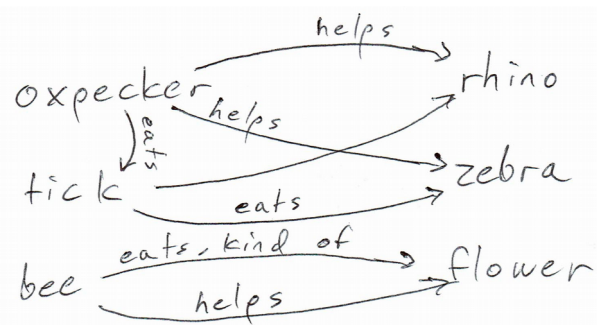 helps
oxpecker
rhino
helps
eats
tick
zebra
eats
eats, kind of
bee
flower
helps